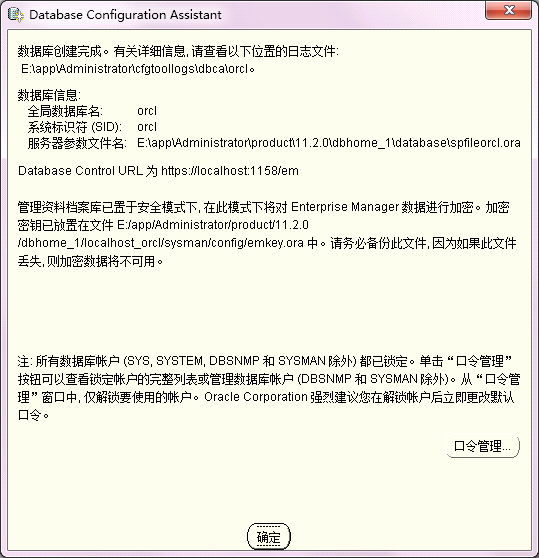 Database Configuration Assistant
数据库创建完成。有关详细信息, 请查看以下位置的日志文件:
E:\app\Administrator\cfgtoollogs\dbca\orcl。
数据库信息:
全局数据库名: orcl
系统标识符 (SID): orcl
服务器参数文件名: E:\app\Administrator\product\11.2.0\dbhome_1\database\spfileorcl.ora
Database Control URL 为 https://localhost:1158/em
管理资料档案库已置于安全模式下, 在此模式下将对 Enterprise Manager 数据进行加密。加密
密钥已放置在文件 E:/app/Administrator/product/11.2.0
/dbhome_1/localhost_orcl/sysman/config/emkey.ora 中。请务必备份此文件, 因为如果此文件
丢失, 则加密数据将不可用。
注: 所有数据库帐户 (SYS, SYSTEM, DBSNMP 和 SYSMAN 除外) 都已锁定。单击“口令管理”
按钮可以查看锁定帐户的完整列表或管理数据库帐户 (DBSNMP 和 SYSMAN 除外)。从“口令管
理”窗口中, 仅解锁要使用的帐户。Oracle Corporation 强烈建议您在解锁帐户后立即更改默认
口令。
口令管理...
确定